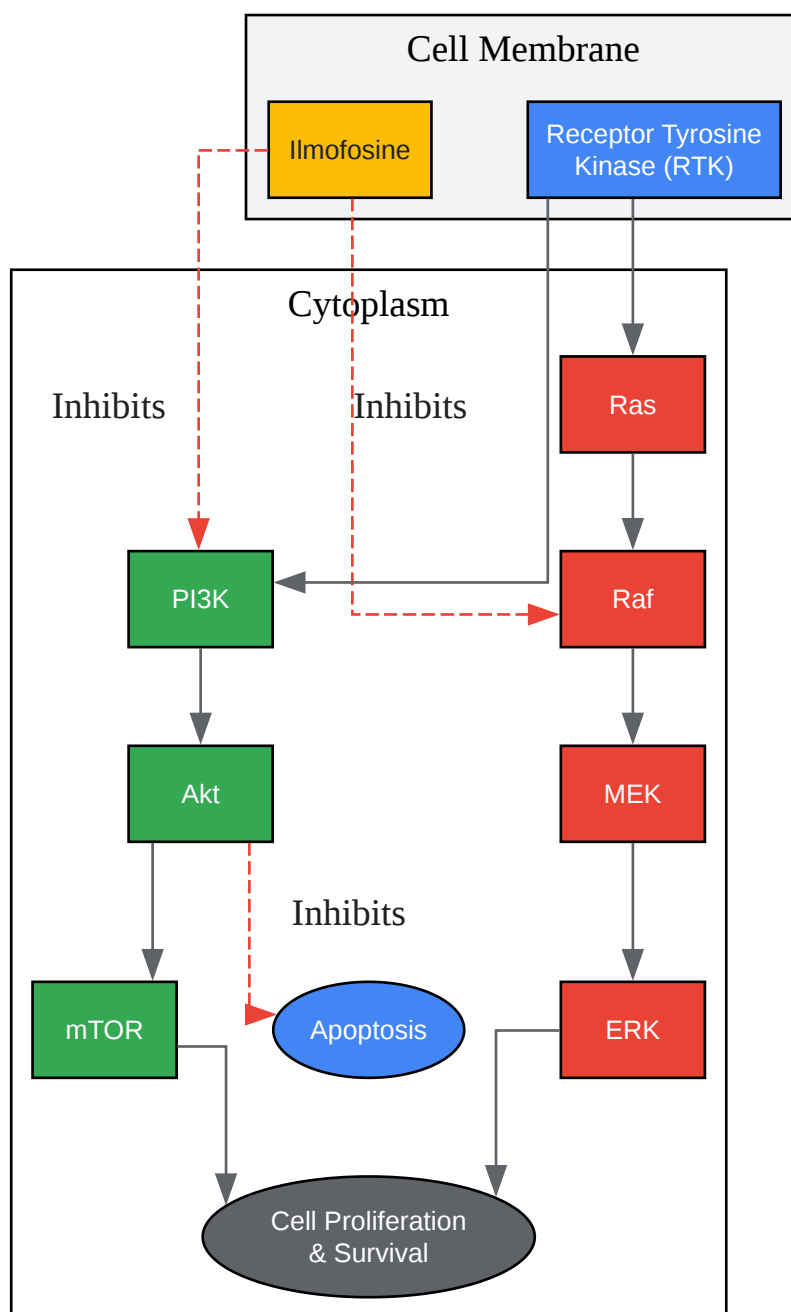 Cell Membrane
Ilmofosine
Receptor Tyrosine
Kinase (RTK)
Cytoplasm
Inhibits
Inhibits
Ras
PI3K
Raf
Akt
MEK
Inhibits
mTOR
Apoptosis
ERK
Cell Proliferation
& Survival